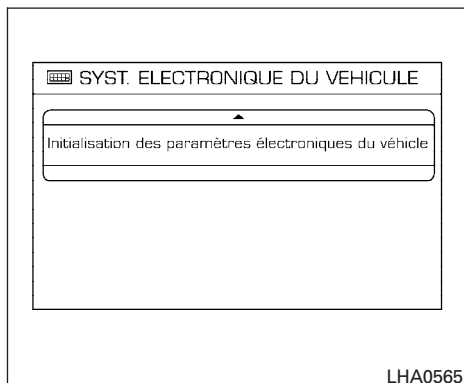 SYST. ELECTRONIQUE DU VEHICULE
Initialisation des paramètres électroniques du véhicle
LHA0565